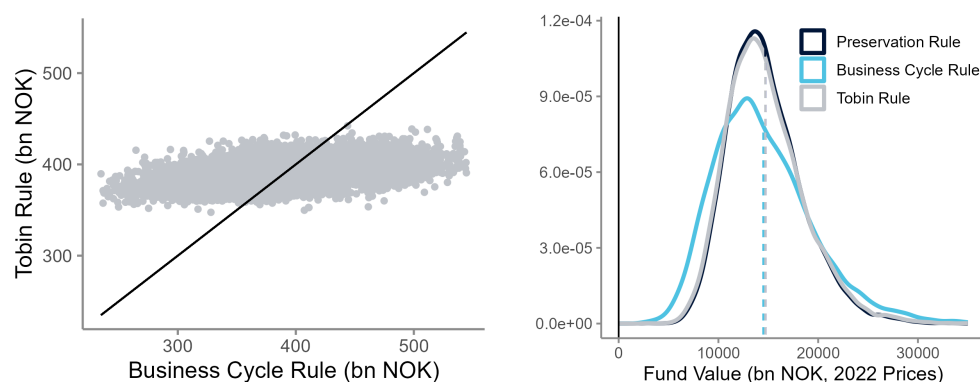 Tobin Rule (bn NOK)
500
400
300
300
400
500
Business Cycle Rule (bn NOK)
1.2e-04
9.0e-05
6.0e-05
3.0e-05
0.0e+00
Preservation Rule
Business Cycle Rule
Tobin Rule
0
10000
20000
30000
Fund Value (bn NOK, 2022 Prices)